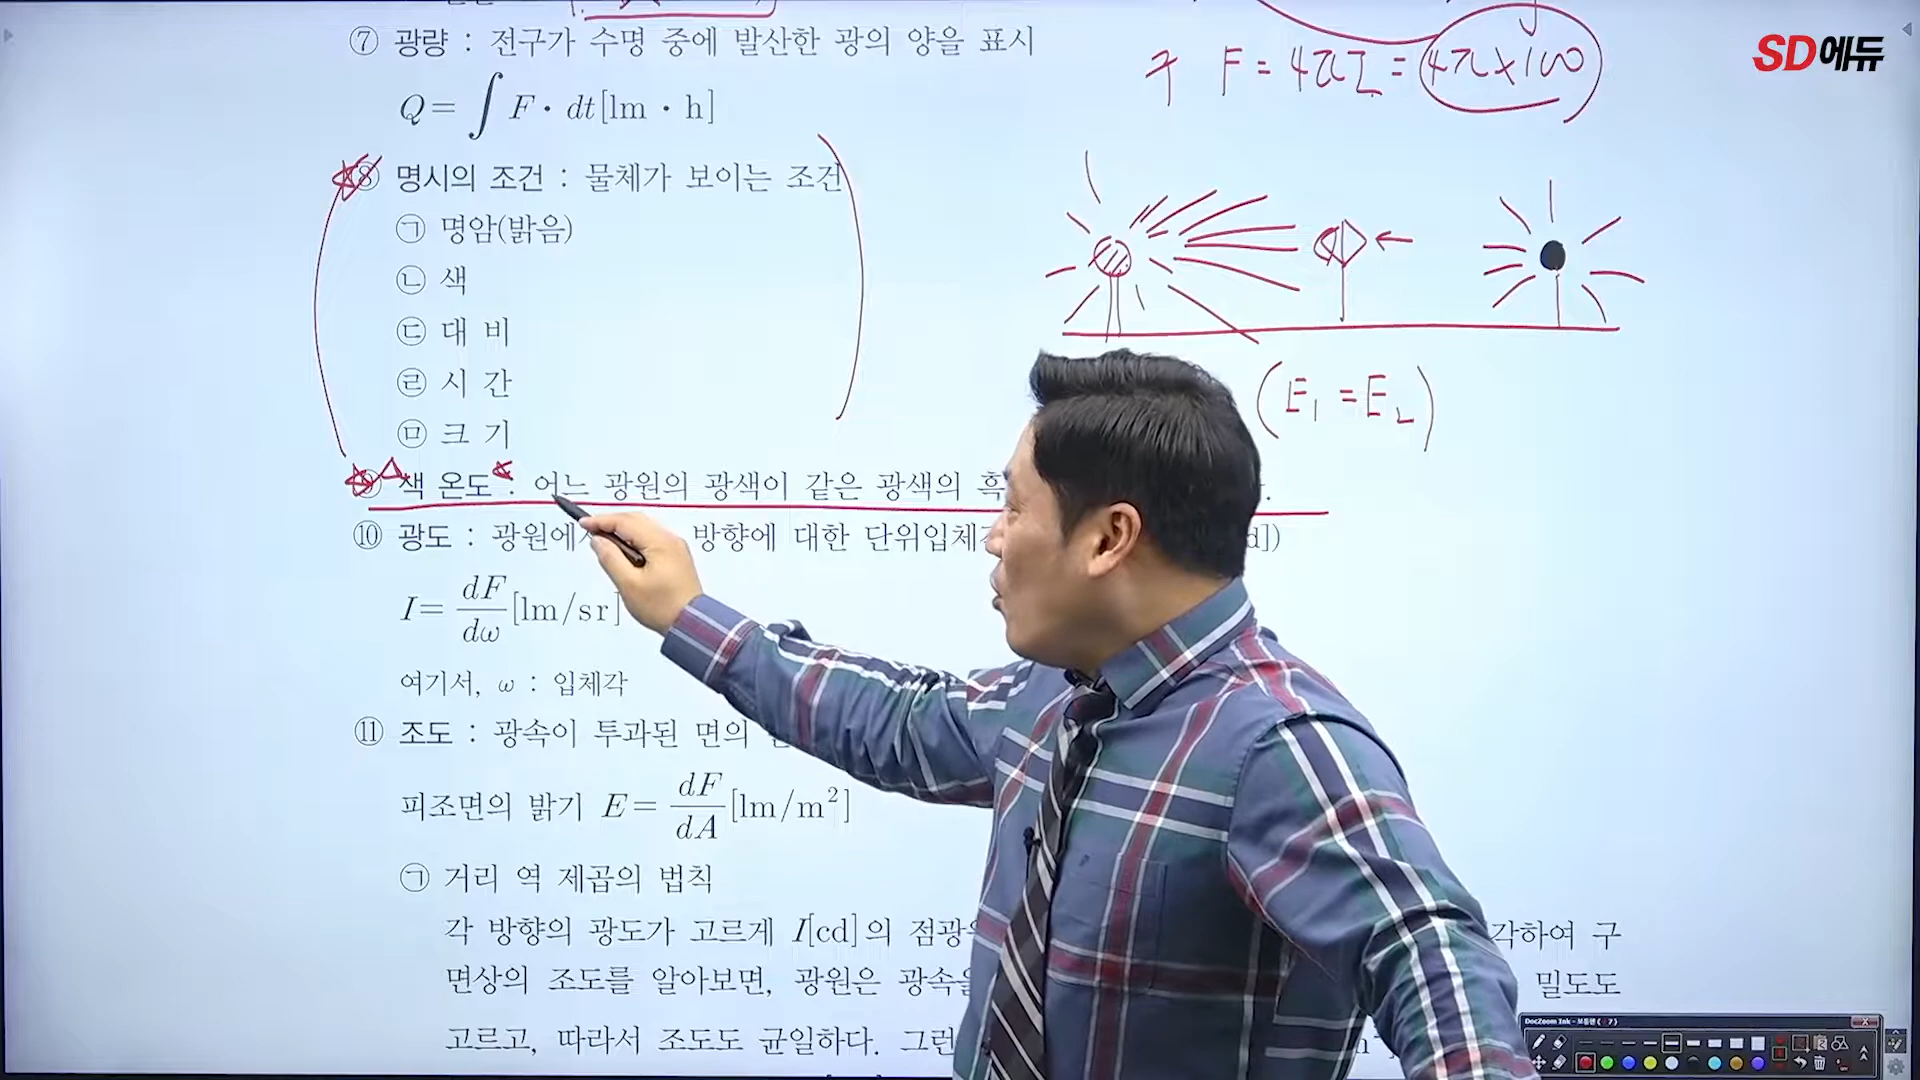 ⑦ 광량 : 전구가 수명 중에 발산한 광의 양을 표시
Q= ∫ F · dt[lm · h]
F = 4πI = 4π×100
SD에듀
⑧ 명시의 조건 : 물체가 보이는 조건
㉠ 명암(밝음)
㉡ 색
㉢ 대 비
㉣ 시 간
㉤ 크 기
(E₁ = E₂)
⑨ 색 온도 : 어느 광원의 광색이 같은 광색의 흑
⑩ 광도 : 광원에서 방향에 대한 단위입체각 d])
I= dF/dω [lm/sr]
여기서, ω : 입체각
⑪ 조도 : 광속이 투과된 면의
피조면의 밝기 E= dF/dA [lm/m²]
㉠ 거리 역 제곱의 법칙
각 방향의 광도가 고르게 I[cd]의 각하여 구
면상의 조도를 알아보면, 광원은 광속을 밀도도
고르고, 따라서 조도도 균일하다. 그런
DocZoom Ink - 보통펜 ( 7 )